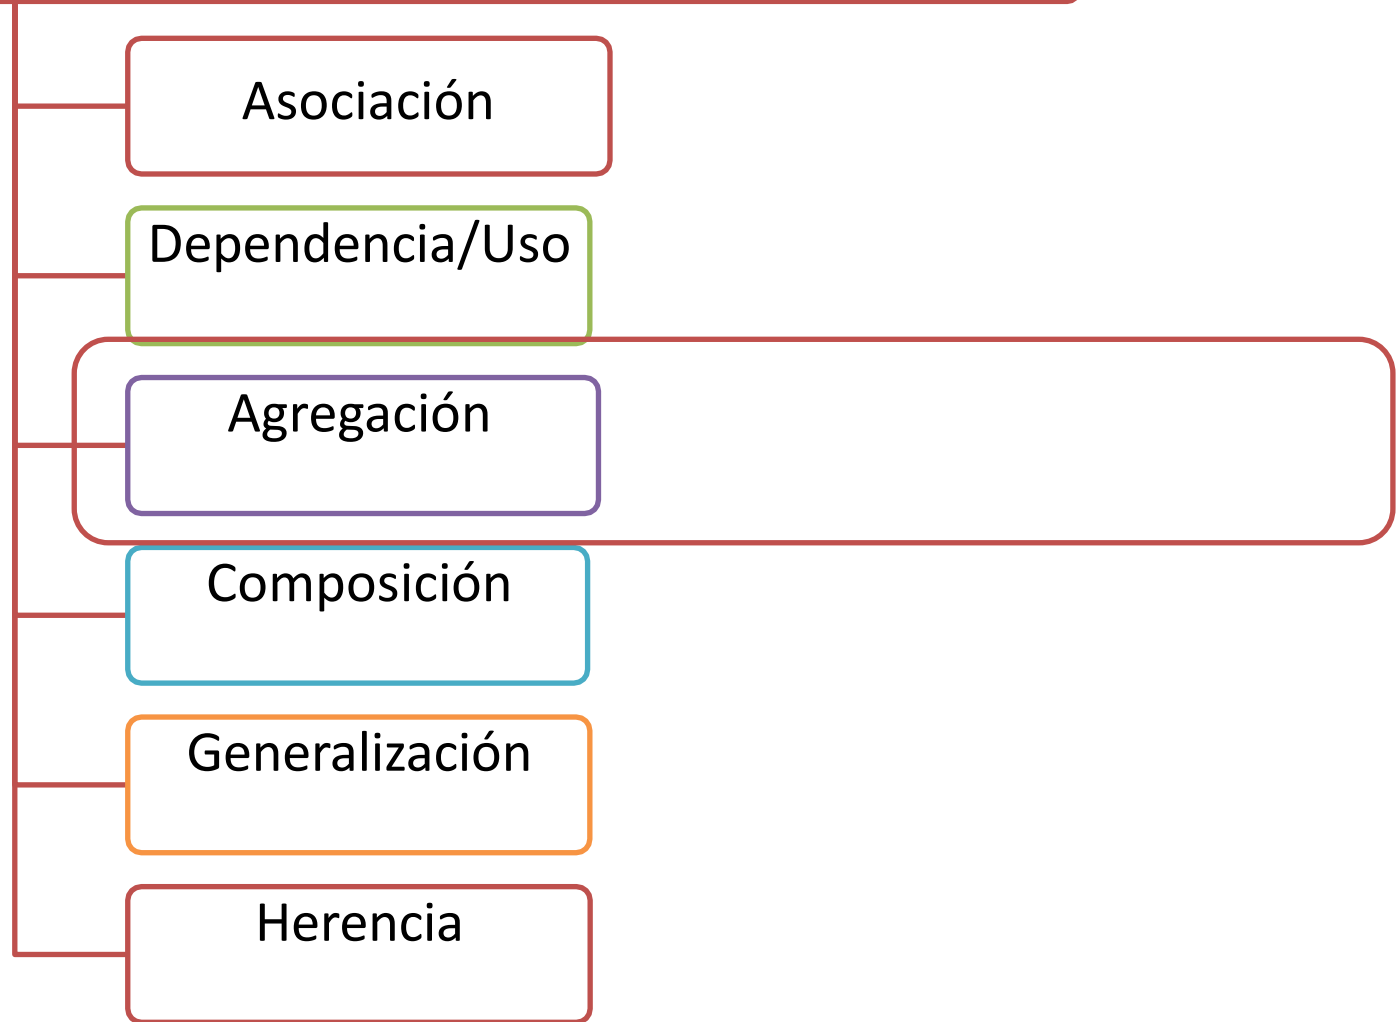 Asociación
Dependencia/Uso
Agregación
Composición
Generalización
Herencia